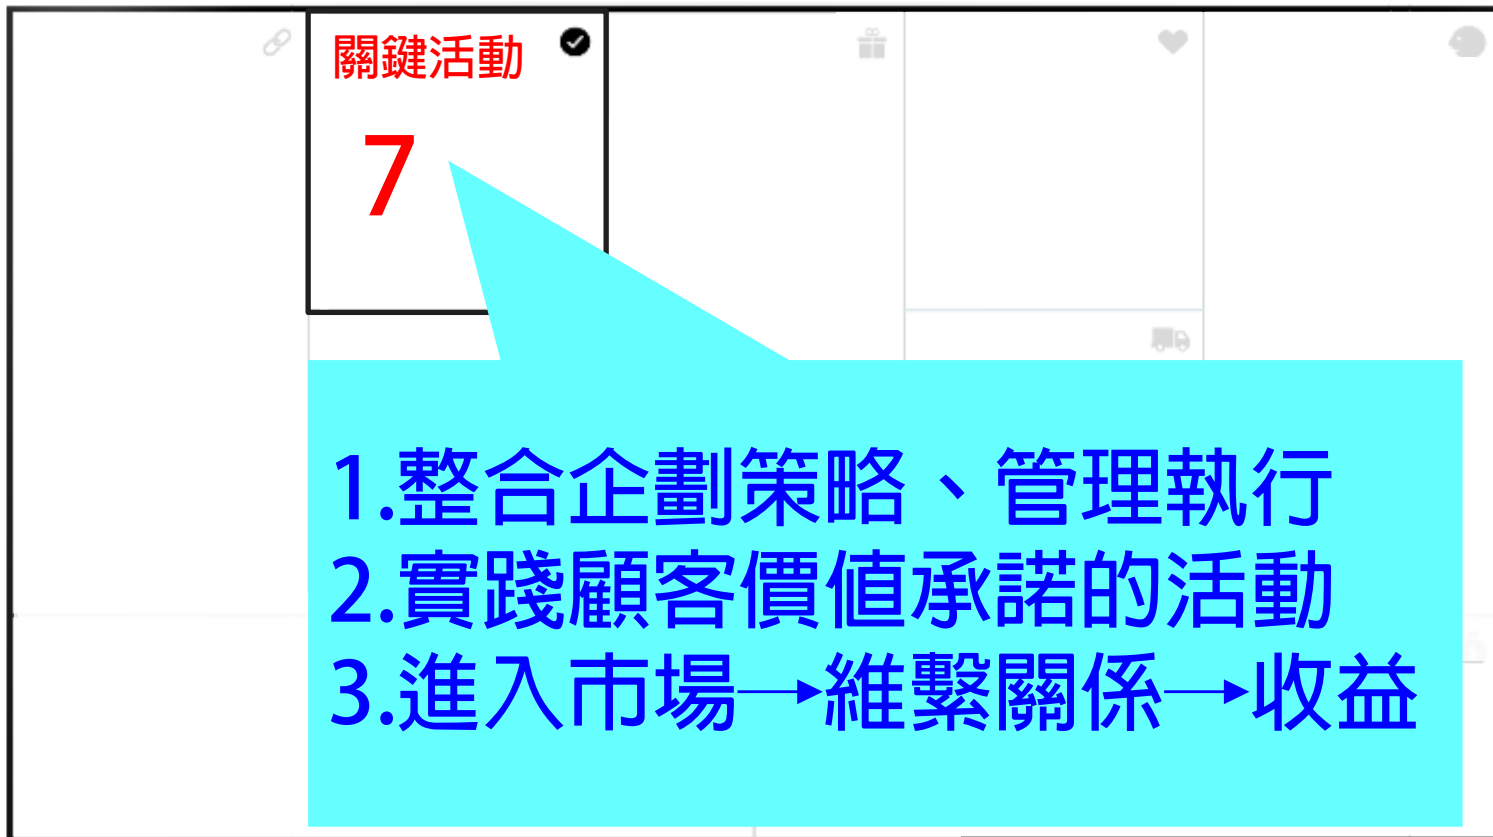 關鍵活動
7
1.整合企劃策略、管理執行
2.實踐顧客價值承諾的活動
3.進入市場→維繫關係→收益